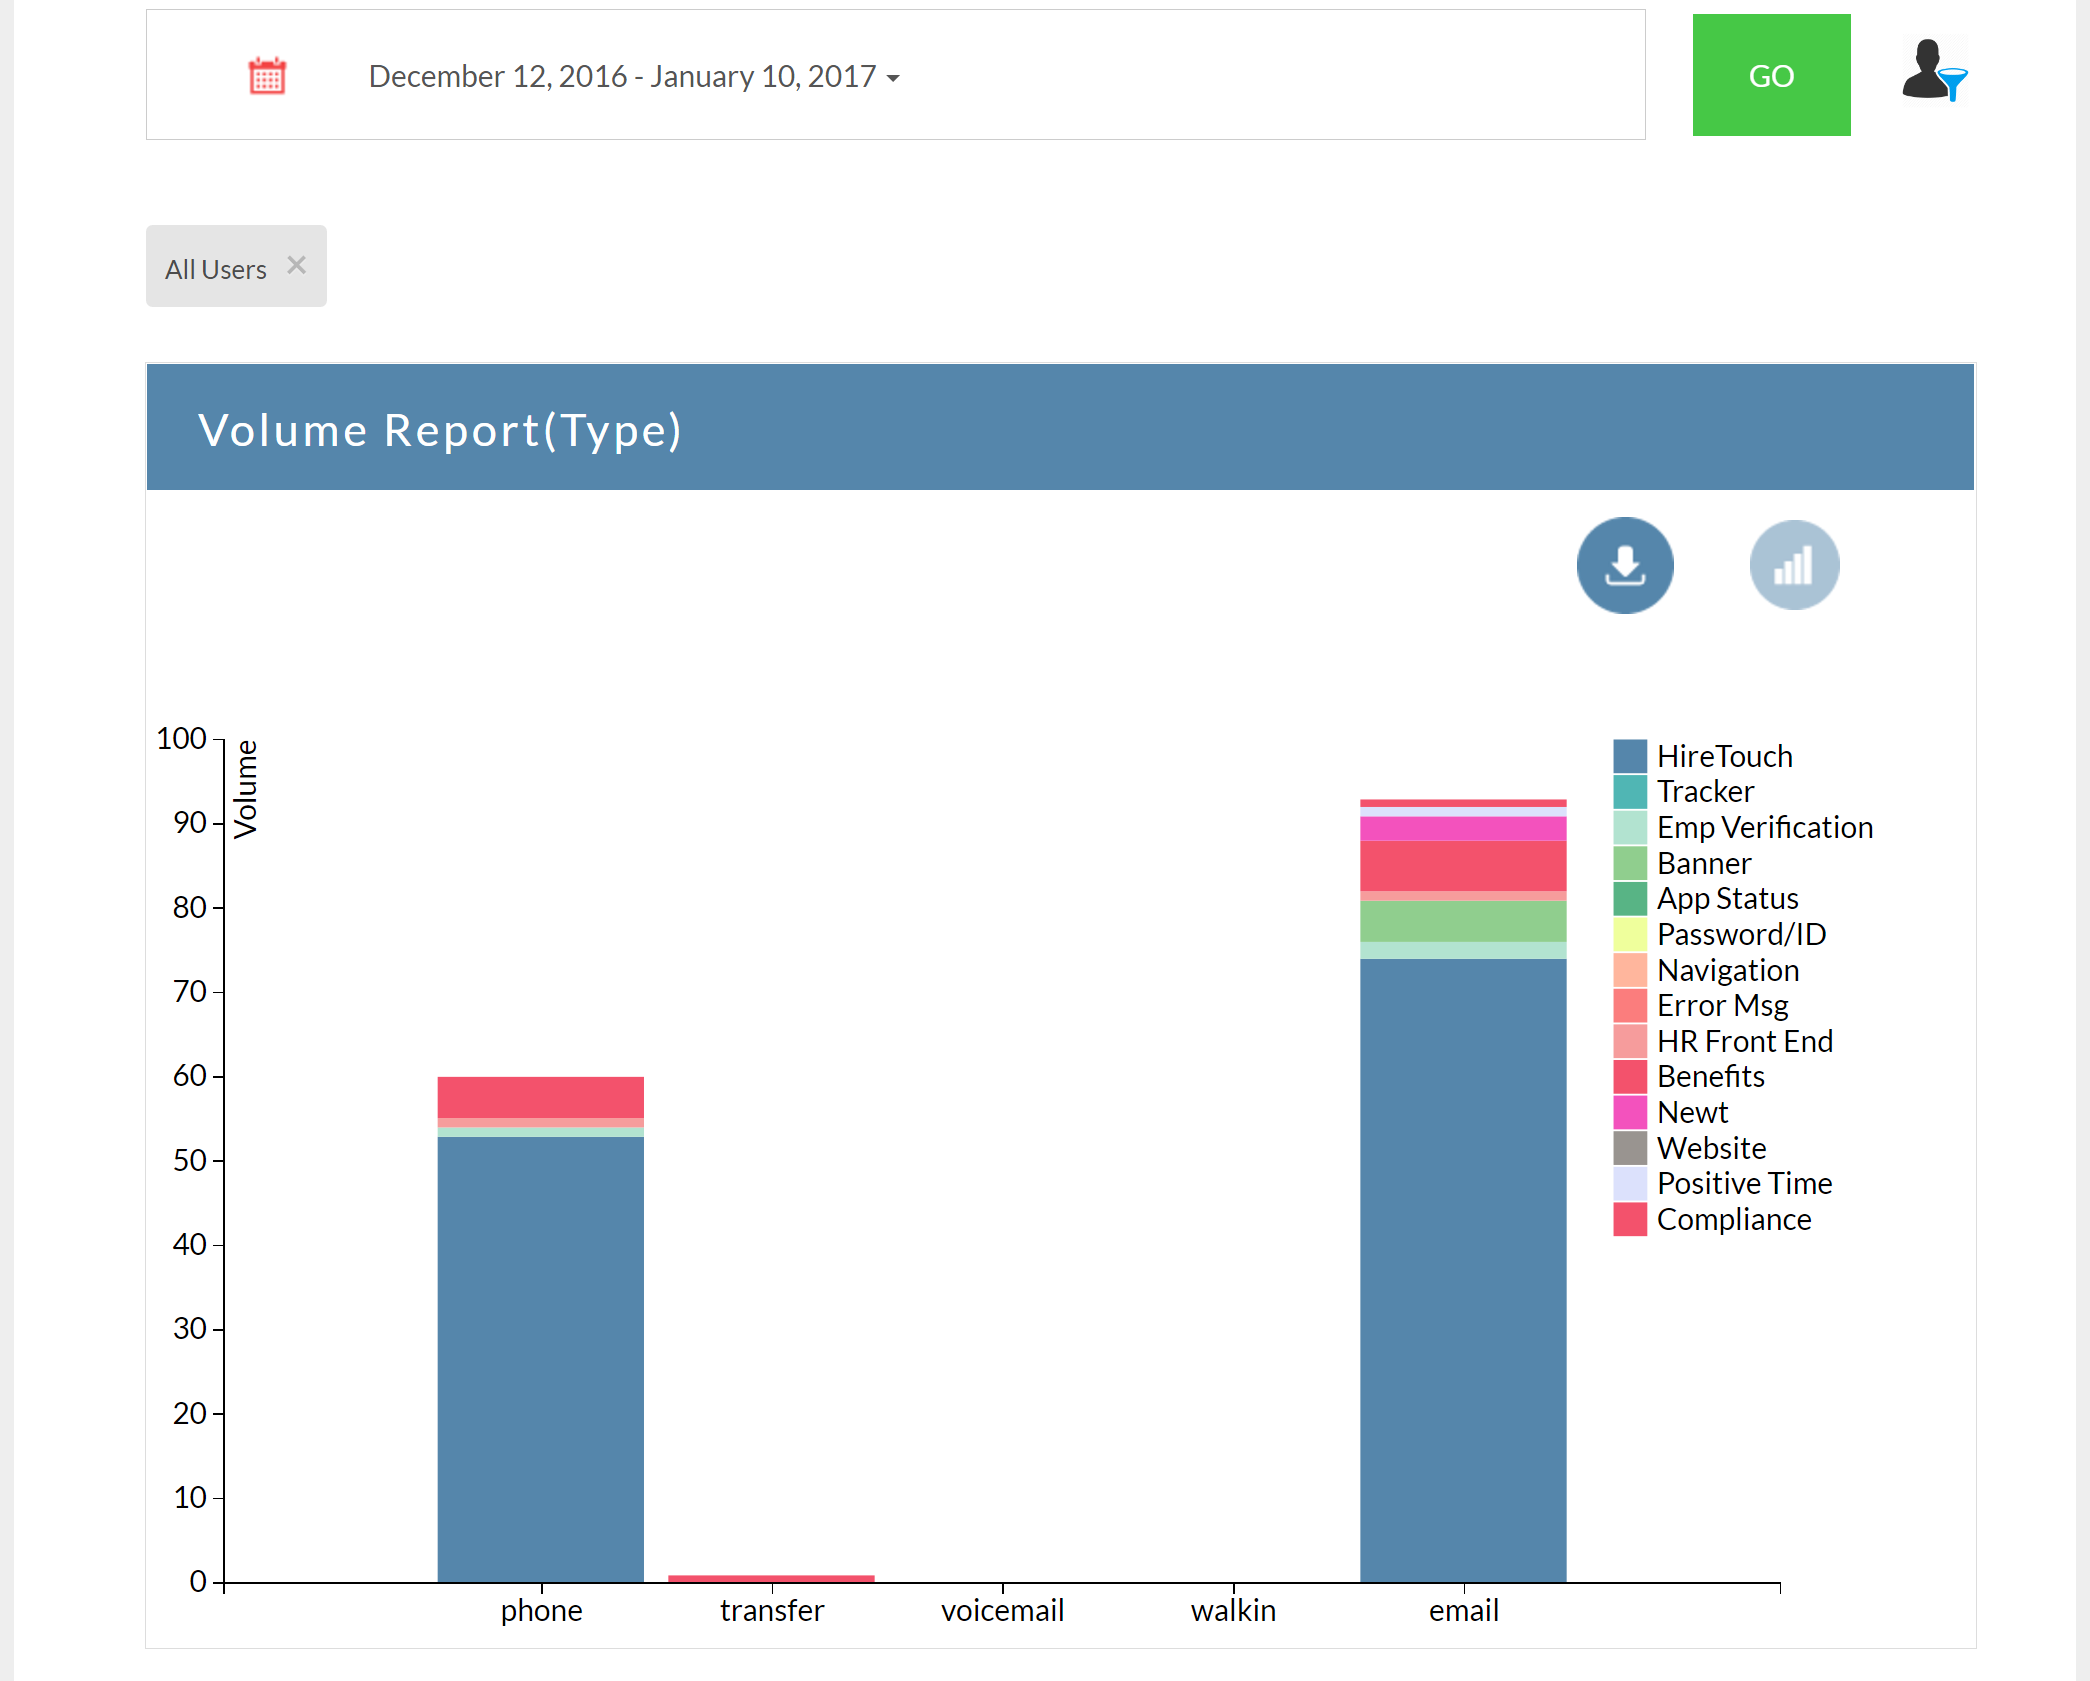 December 12, 2016 - January 10, 2017
GO
All Users ×
Volume Report(Type)
Volume
100
90
80
70
60
50
40
30
20
10
0
phone
transfer
voicemail
walkin
email
HireTouch
Tracker
Emp Verification
Banner
App Status
Password/ID
Navigation
Error Msg
HR Front End
Benefits
Newt
Website
Positive Time
Compliance